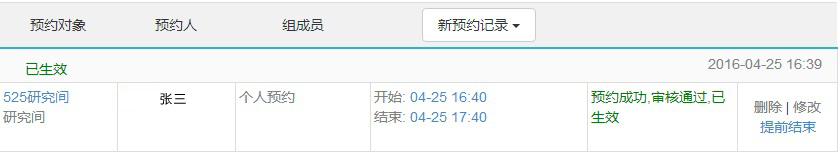 预约对象 预约人 组成员 新预约记录
已生效 2016-04-25 16:39
525研究间 张三 个人预约 开始: 04-25 16:40 预约成功,审核通过,已 删除 | 修改
研究间 结束: 04-25 17:40 生效 提前结束